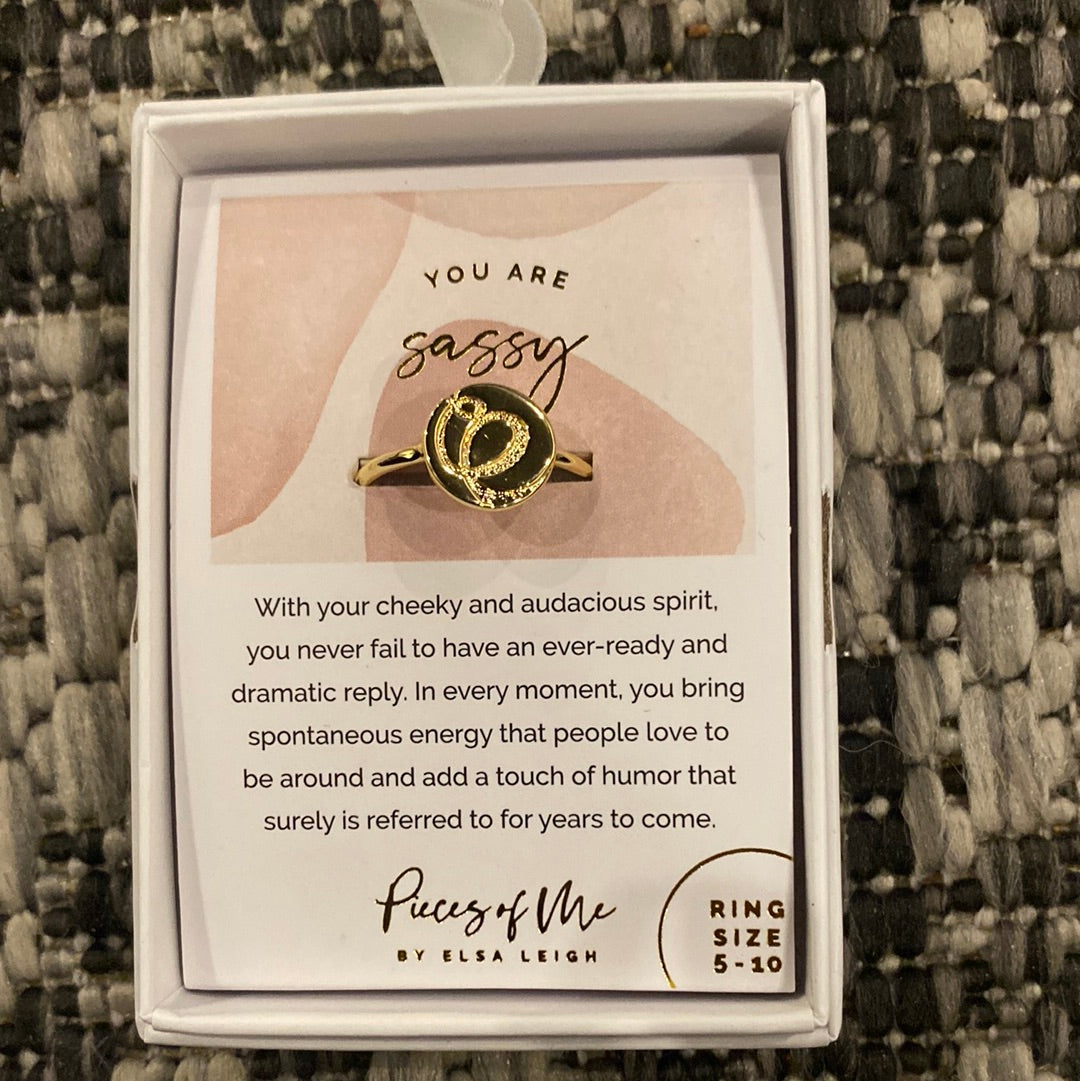 YOU ARE
sassy
With your cheeky and audacious spirit,
you never fail to have an ever-ready and
dramatic reply. In every moment, you bring
spontaneous energy that people love to
be around and add a touch of humor that
surely is referred to for years to come.
Pieces of Me
BY ELSA LEIGH
RING
SIZE
5-10